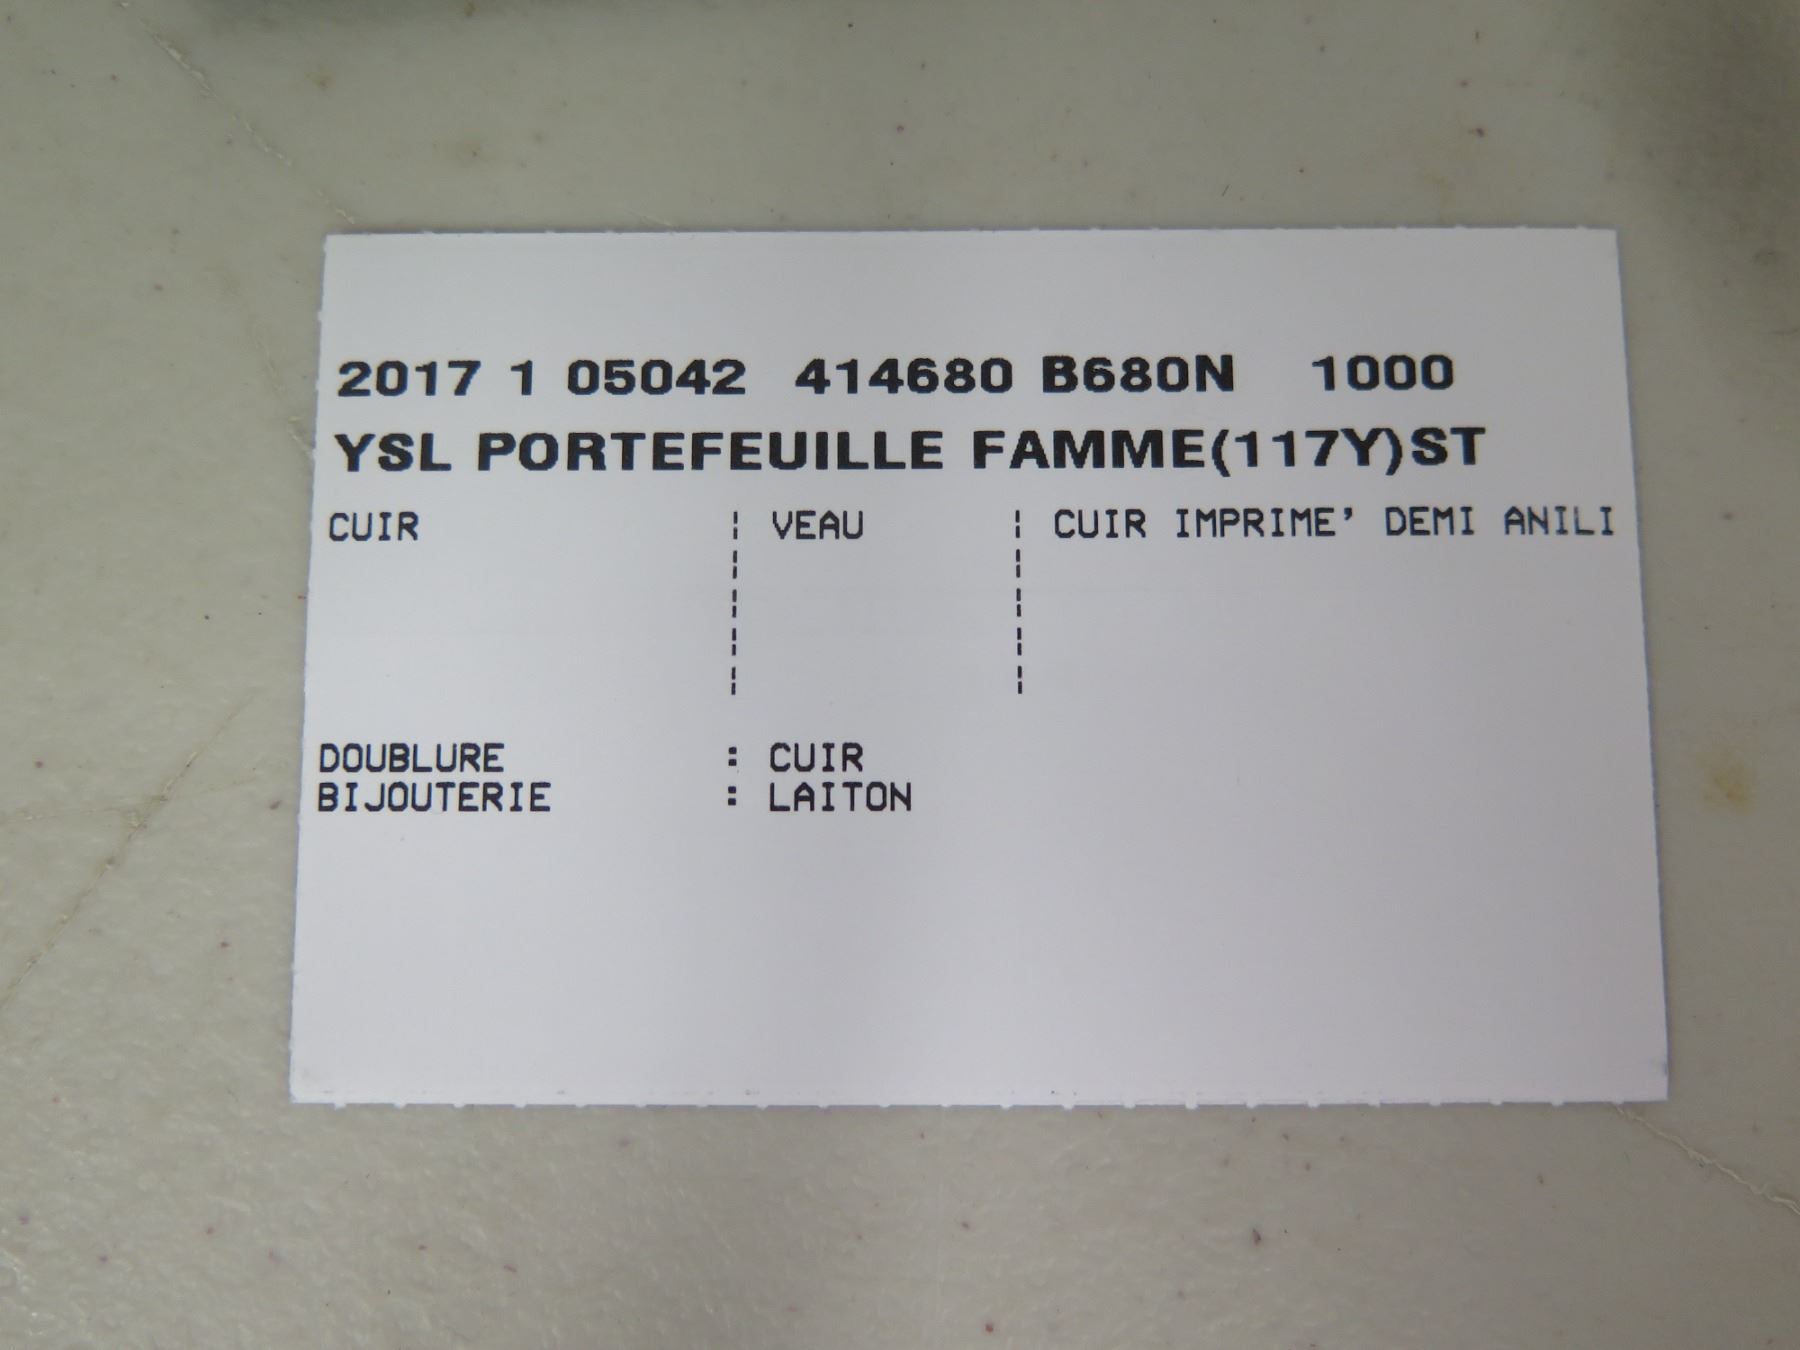 2017 1 05042 414680 B680N 1000
YSL PORTEFEUILLE FAMME(117Y)ST
CUIR ¦ VEAU ¦ CUIR IMPRIME’ DEMI ANILI
DOUBLURE : CUIR
BIJOUTERIE : LAITON